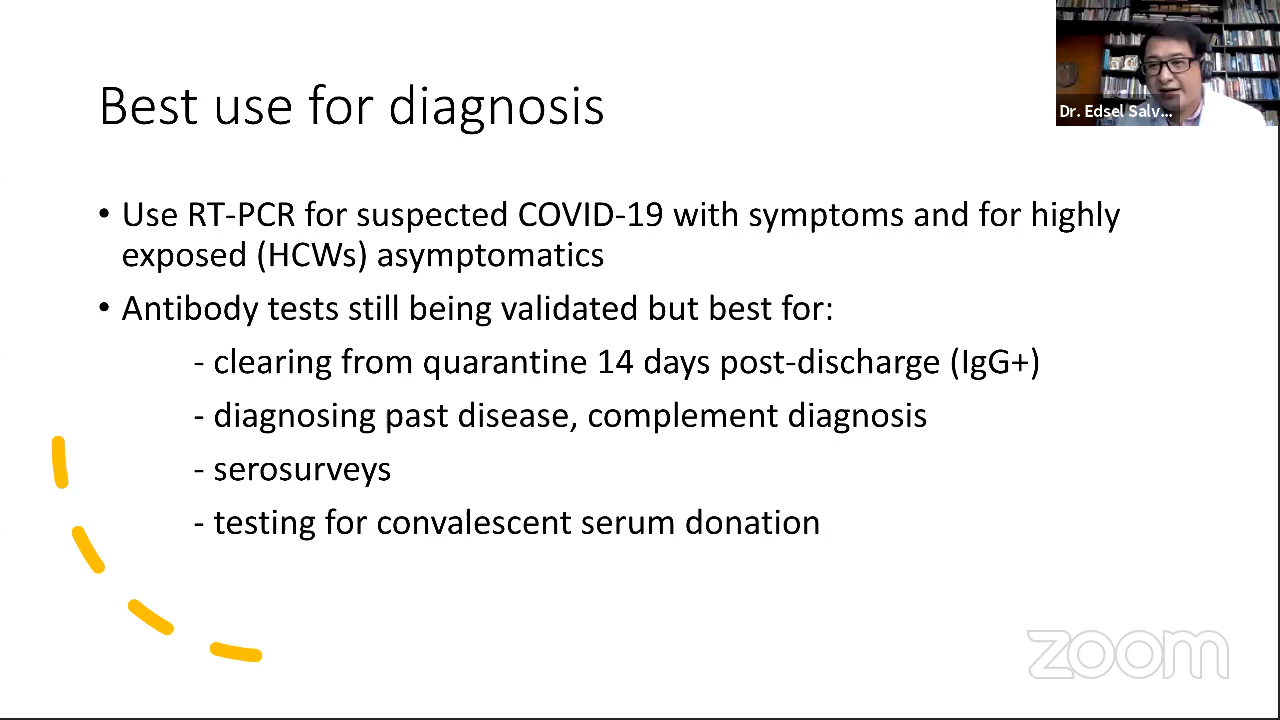 Best use for diagnosis
Dr. Edsel Salv...
• Use RT-PCR for suspected COVID-19 with symptoms and for highly
exposed (HCWs) asymptomatics
• Antibody tests still being validated but best for:
- clearing from quarantine 14 days post-discharge (IgG+)
- diagnosing past disease, complement diagnosis
- serosurveys
- testing for convalescent serum donation
zoom